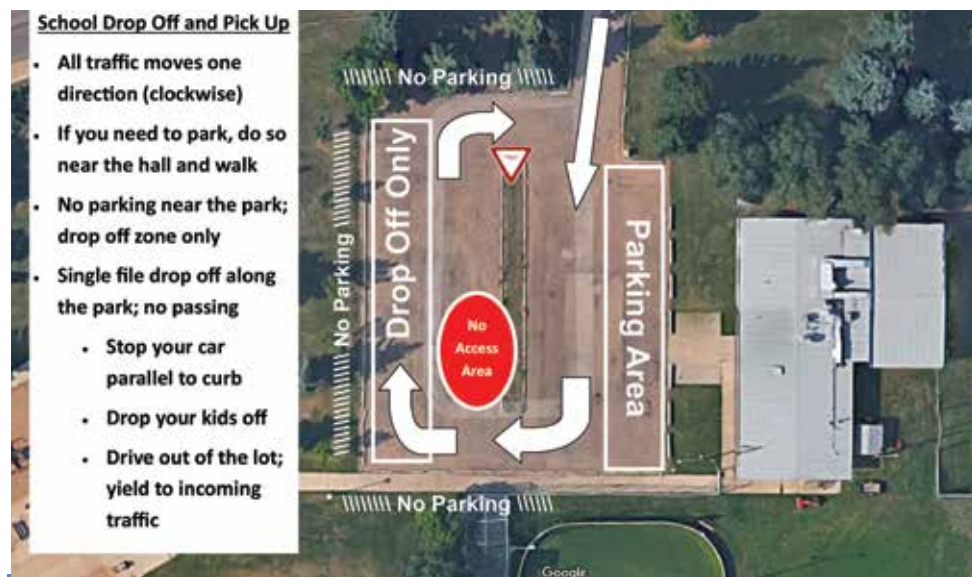 School Drop Off and Pick Up
• All traffic moves one
direction (clockwise)
• If you need to park, do so
near the hall and walk
• No parking near the park;
drop off zone only
• Single file drop off along
the park; no passing
• Stop your car
parallel to curb
• Drop your kids off
• Drive out of the lot;
yield to incoming
traffic
No Parking
No Parking
Drop Off Only
No
Access
Area
Parking Area
No Parking
Google